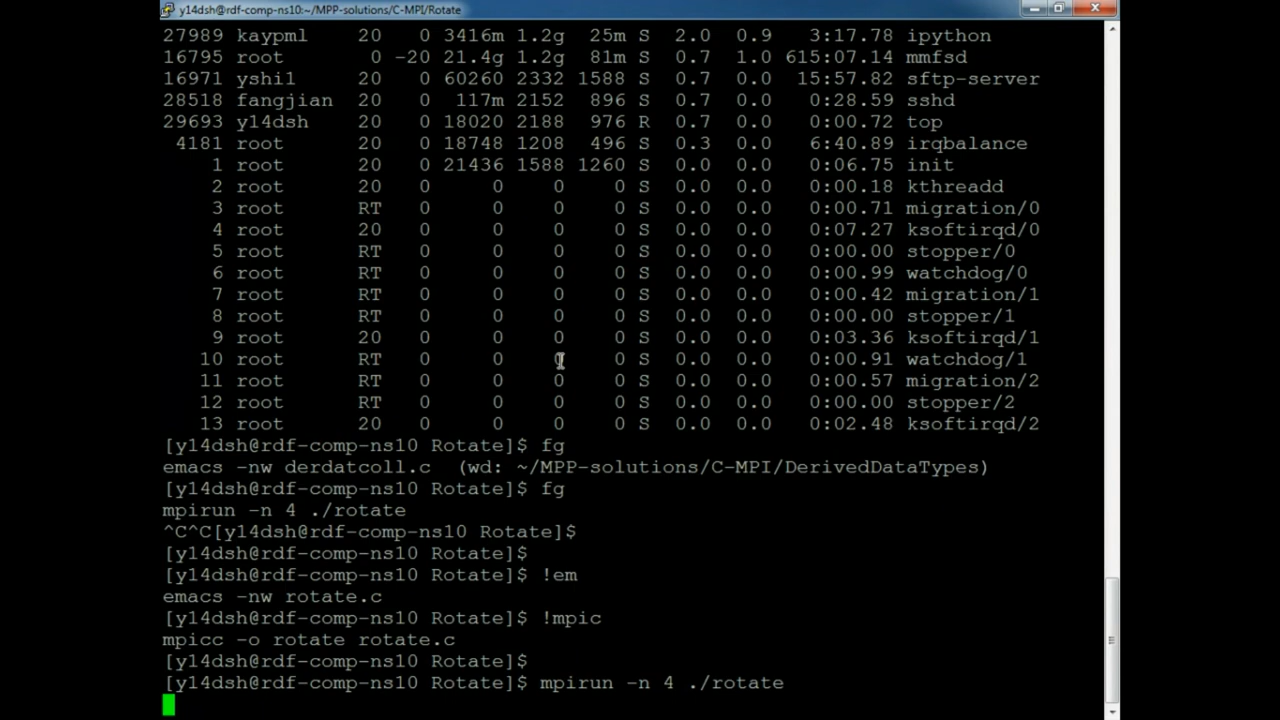 y14dsh@rdf-comp-ns10:~/MPP-solutions/C-MPI/Rotate
27989 kaypml 20 0 3416m 1.2g 25m S 2.0 0.9 3:17.78 ipython
16795 root 0 -20 21.4g 1.2g 81m S 0.7 1.0 615:07.14 mmfsd
16971 yshi1 20 0 60260 2332 1588 S 0.7 0.0 15:57.82 sftp-server
28518 fangjian 20 0 117m 2152 896 S 0.7 0.0 0:28.59 sshd
29693 y14dsh 20 0 18020 2188 976 R 0.7 0.0 0:00.72 top
4181 root 20 0 18748 1208 496 S 0.3 0.0 6:40.89 irqbalance
1 root 20 0 21436 1588 1260 S 0.0 0.0 0:06.75 init
2 root 20 0 0 0 0 S 0.0 0.0 0:00.18 kthreadd
3 root RT 0 0 0 0 S 0.0 0.0 0:00.71 migration/0
4 root 20 0 0 0 0 S 0.0 0.0 0:07.27 ksoftirqd/0
5 root RT 0 0 0 0 S 0.0 0.0 0:00.00 stopper/0
6 root RT 0 0 0 0 S 0.0 0.0 0:00.99 watchdog/0
7 root RT 0 0 0 0 S 0.0 0.0 0:00.42 migration/1
8 root RT 0 0 0 0 S 0.0 0.0 0:00.00 stopper/1
9 root 20 0 0 0 0 S 0.0 0.0 0:03.36 ksoftirqd/1
10 root RT 0 0 0 0 S 0.0 0.0 0:00.91 watchdog/1
11 root RT 0 0 0 0 S 0.0 0.0 0:00.57 migration/2
12 root RT 0 0 0 0 S 0.0 0.0 0:00.00 stopper/2
13 root 20 0 0 0 0 S 0.0 0.0 0:02.48 ksoftirqd/2
[y14dsh@rdf-comp-ns10 Rotate]$ fg
emacs -nw derdatcoll.c  (wd: ~/MPP-solutions/C-MPI/DerivedDataTypes)
[y14dsh@rdf-comp-ns10 Rotate]$ fg
mpirun -n 4 ./rotate
^C^C[y14dsh@rdf-comp-ns10 Rotate]$
[y14dsh@rdf-comp-ns10 Rotate]$
[y14dsh@rdf-comp-ns10 Rotate]$ !em
emacs -nw rotate.c
[y14dsh@rdf-comp-ns10 Rotate]$ !mpic
mpicc -o rotate rotate.c
[y14dsh@rdf-comp-ns10 Rotate]$
[y14dsh@rdf-comp-ns10 Rotate]$ mpirun -n 4 ./rotate